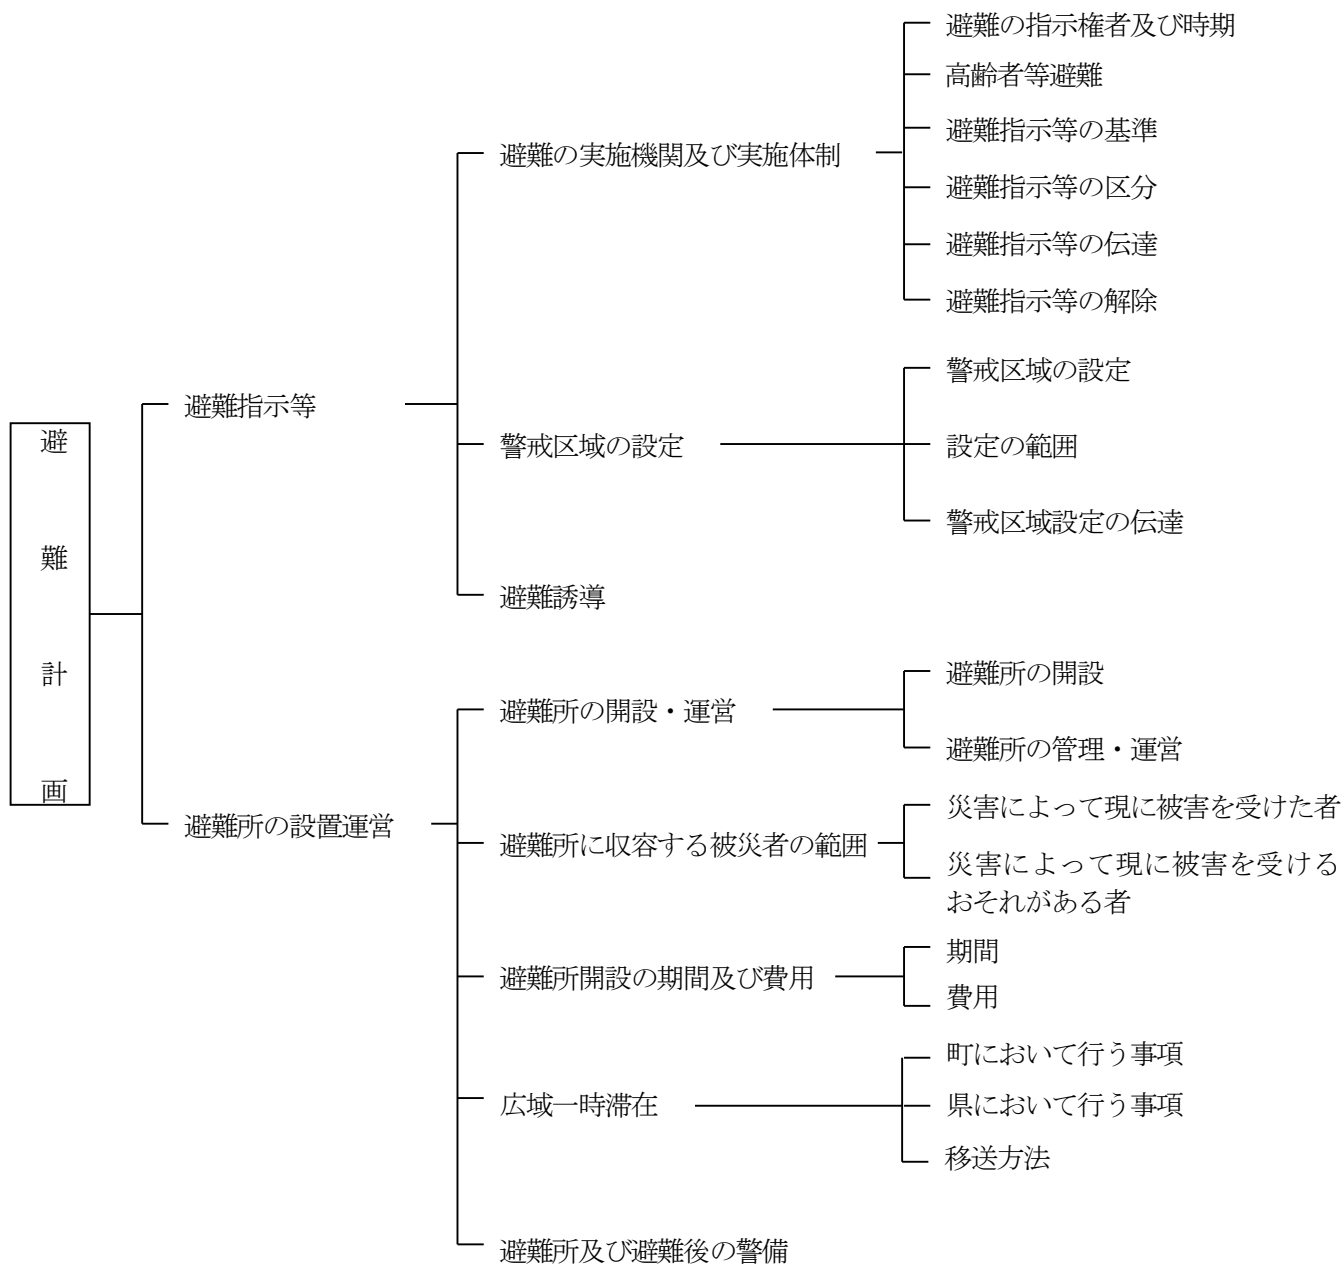 避難計画
避難指示等
避難の実施機関及び実施体制
避難の指示権者及び時期
高齢者等避難
避難指示等の基準
避難指示等の区分
避難指示等の伝達
避難指示等の解除
警戒区域の設定
警戒区域の設定
設定の範囲
警戒区域設定の伝達
避難誘導
避難所の設置運営
避難所の開設・運営
避難所の開設
避難所の管理・運営
避難所に収容する被災者の範囲
災害によって現に被害を受けた者
災害によって現に被害を受ける
おそれがある者
避難所開設の期間及び費用
期間
費用
広域一時滞在
町において行う事項
県において行う事項
移送方法
避難所及び避難後の警備